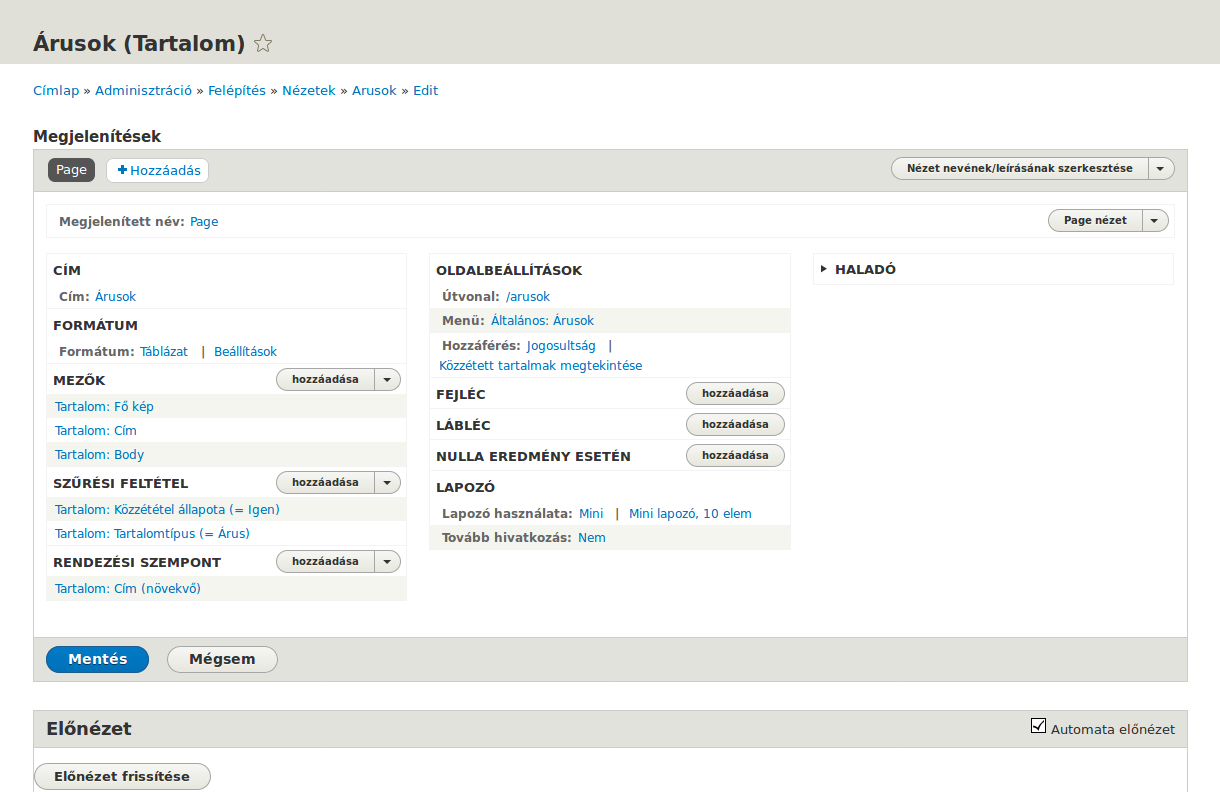 Árusok (Tartalom)
Címlap » Adminisztráció » Felépítés » Nézetek » Arusok » Edit
Megjelenítések
Page
Hozzáadás
Nézet nevének/leírásának szerkesztése
Megjelenített név: Page
Page nézet
CÍM
Cím: Árusok
FORMÁTUM
Formátum: Táblázat | Beállítások
MEZŐK
hozzáadása
Tartalom: Fő kép
Tartalom: Cím
Tartalom: Body
SZŰRÉSI FELTÉTEL
hozzáadása
Tartalom: Közzététel állapota (= Igen)
Tartalom: Tartalomtípus (= Árus)
RENDEZÉSI SZEMPONT
hozzáadása
Tartalom: Cím (növekvő)
OLDALBEÁLLÍTÁSOK
Útvonal: /arusok
Menü: Általános: Árusok
Hozzáférés: Jogosultság |
Közzétett tartalmak megtekintése
FEJLÉC
hozzáadása
LÁBLÉC
hozzáadása
NULLA EREDMÉNY ESETÉN
hozzáadása
LAPOZÓ
Lapozó használata: Mini | Mini lapozó, 10 elem
Tovább hivatkozás: Nem
HALADÓ
Mentés
Mégsem
Előnézet
Automata előnézet
Előnézet frissítése